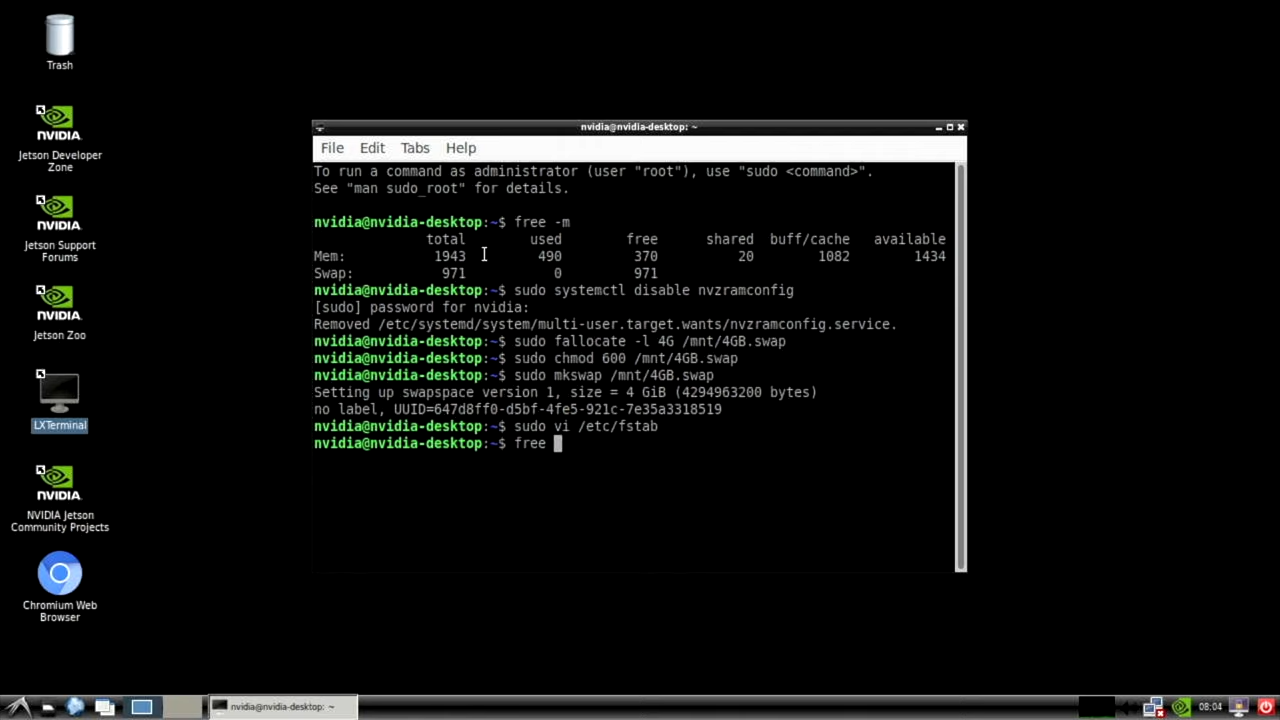 Trash
NVIDIA.
Jetson Developer
Zone
NVIDIA.
Jetson Support
Forums
NVIDIA.
Jetson Zoo
LXTerminal
NVIDIA.
NVIDIA Jetson
Community Projects
Chromium Web
Browser
nvidia@nvidia-desktop: ~
File Edit Tabs Help
To run a command as administrator (user "root"), use "sudo <command>".
See "man sudo_root" for details.
nvidia@nvidia-desktop:~$ free -m
total used free shared buff/cache available
Mem: 1943 490 370 20 1082 1434
Swap: 971 0 971
nvidia@nvidia-desktop:~$ sudo systemctl disable nvzramconfig
[sudo] password for nvidia:
Removed /etc/systemd/system/multi-user.target.wants/nvzramconfig.service.
nvidia@nvidia-desktop:~$ sudo fallocate -l 4G /mnt/4GB.swap
nvidia@nvidia-desktop:~$ sudo chmod 600 /mnt/4GB.swap
nvidia@nvidia-desktop:~$ sudo mkswap /mnt/4GB.swap
Setting up swapspace version 1, size = 4 GiB (4294963200 bytes)
no label, UUID=647d8ff0-d5bf-4fe5-921c-7e35a3318519
nvidia@nvidia-desktop:~$ sudo vi /etc/fstab
nvidia@nvidia-desktop:~$ free
nvidia@nvidia-desktop: ~
08:04